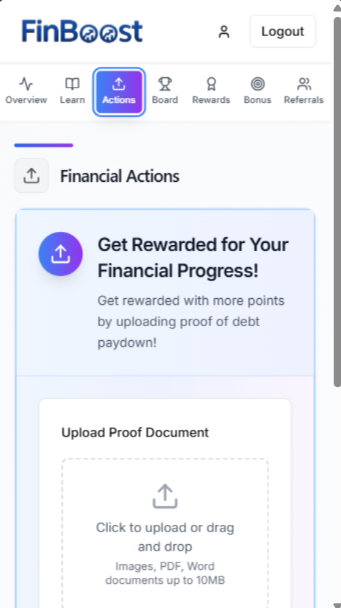 FinBoost
Logout
Overview Learn Actions Board Rewards Bonus Referrals
Financial Actions
Get Rewarded for Your
Financial Progress!
Get rewarded with more points
by uploading proof of debt
paydown!
Upload Proof Document
Click to upload or drag
and drop
Images, PDF, Word
documents up to 10MB